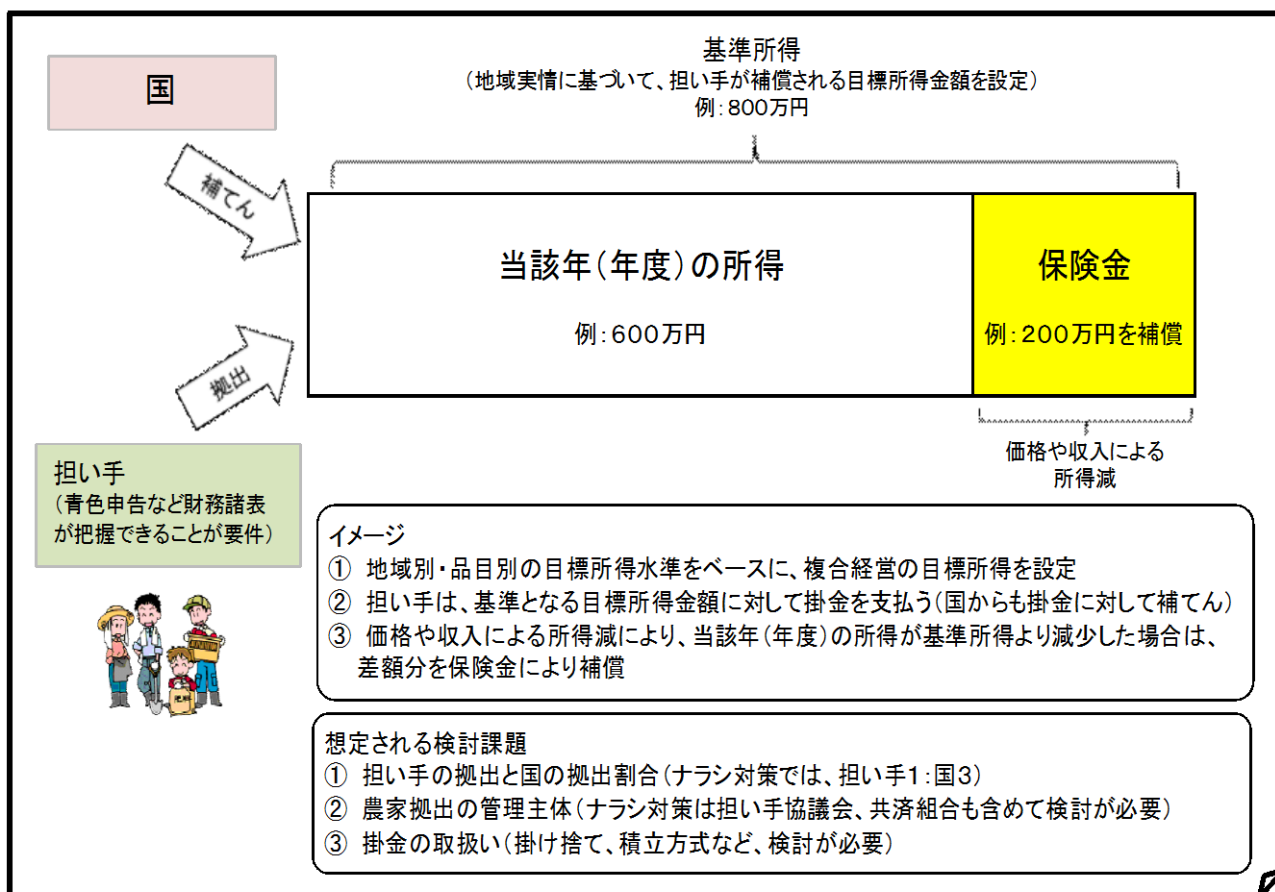 国
基準所得
（地域実情に基づいて、担い手が補償される目標所得金額を設定）
例：800万円
補てん
当該年（年度）の所得
例：600万円
保険金
例：200万円を補償
拠出
価格や収入による
所得減
担い手
（青色申告など財務諸表
が把握できることが要件）
イメージ
① 地域別・品目別の目標所得水準をベースに、複合経営の目標所得を設定
② 担い手は、基準となる目標所得金額に対して掛金を支払う（国からも掛金に対して補てん）
③ 価格や収入による所得減により、当該年（年度）の所得が基準所得より減少した場合は、
差額分を保険金により補償
想定される検討課題
① 担い手の拠出と国の拠出割合（ナラシ対策では、担い手1：国3）
② 農家拠出の管理主体（ナラシ対策は担い手協議会、共済組合も含めて検討が必要）
③ 掛金の取扱い（掛け捨て、積立方式など、検討が必要）